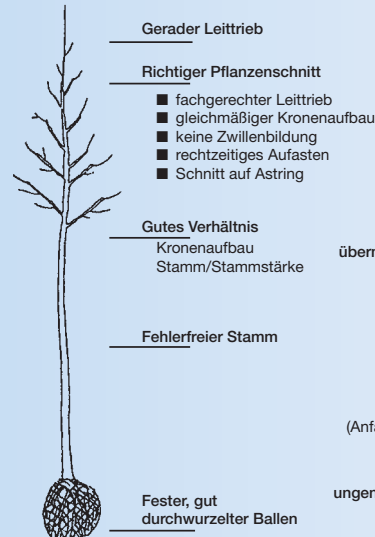 Gerader Leittrieb
Richtiger Pflanzenschnitt
■ fachgerechter Leittrieb
■ gleichmäßiger Kronenaufbau
■ keine Zwillenbildung
■ rechtzeitiges Aufasten
■ Schnitt auf Astring
Gutes Verhältnis
Kronenaufbau
Stamm/Stammstärke
Fehlerfreier Stamm
Fester, gut
durchwurzelter Ballen